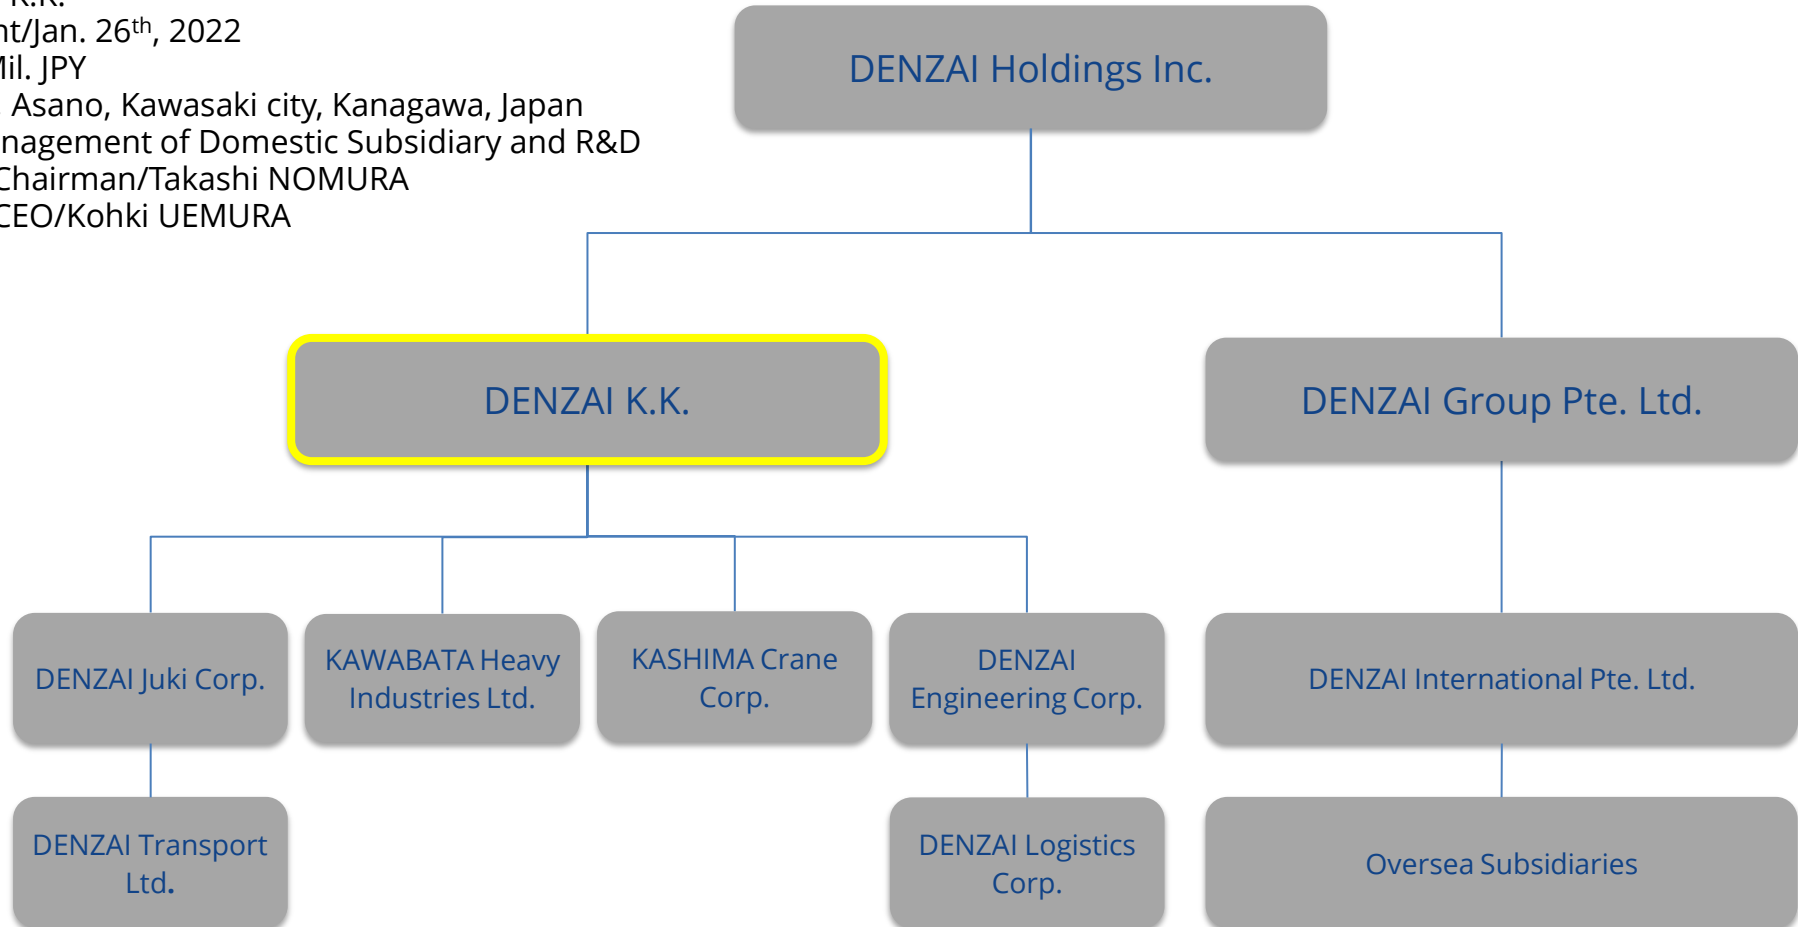 K.K.
nt/Jan. 26th, 2022
Mil. JPY
Asano, Kawasaki city, Kanagawa, Japan
nagement of Domestic Subsidiary and R&D
Chairman/Takashi NOMURA
CEO/Kohki UEMURA
DENZAI Holdings Inc.
DENZAI K.K.
DENZAI Group Pte. Ltd.
DENZAI Juki Corp.
KAWABATA Heavy
Industries Ltd.
KASHIMA Crane
Corp.
DENZAI
Engineering Corp.
DENZAI International Pte. Ltd.
DENZAI Transport
Ltd.
DENZAI Logistics
Corp.
Oversea Subsidiaries